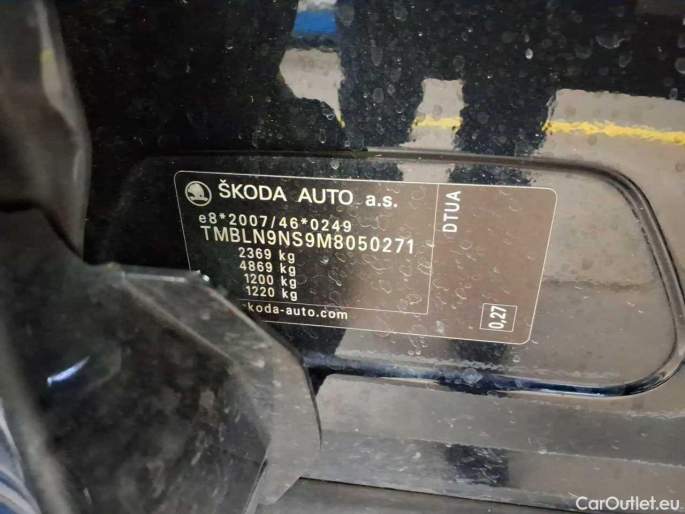 ŠKODA AUTO a.s.
e8*2007/46*0249
TMBLN9NS9M8050271
2369 kg
4869 kg
1200 kg
1220 kg
koda-auto.com
DTUA
0,27
CarOutlet.eu